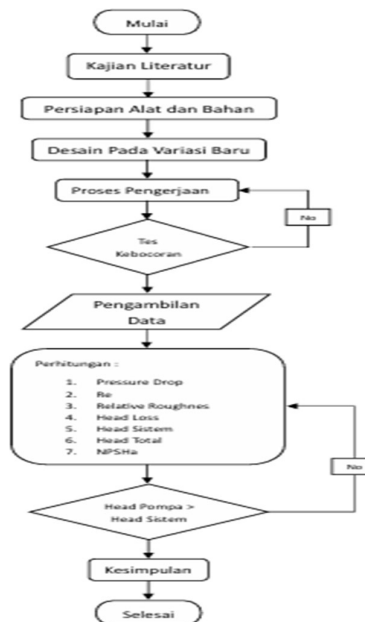 Mulai
Kajian Literatur
Persiapan Alat dan Bahan
Desain Pada Variasi Baru
Proses Pengerjaan
No
Tes
Kebocoran
Pengambilan
Data
Perhitungan :
1. Pressure Drop
2. Re
3. Relative Roughnes
4. Head Loss
5. Head Sistem
6. Head Total
7. NPSHa
No
Head Pompa >
Head Sistem
Kesimpulan
Selesai